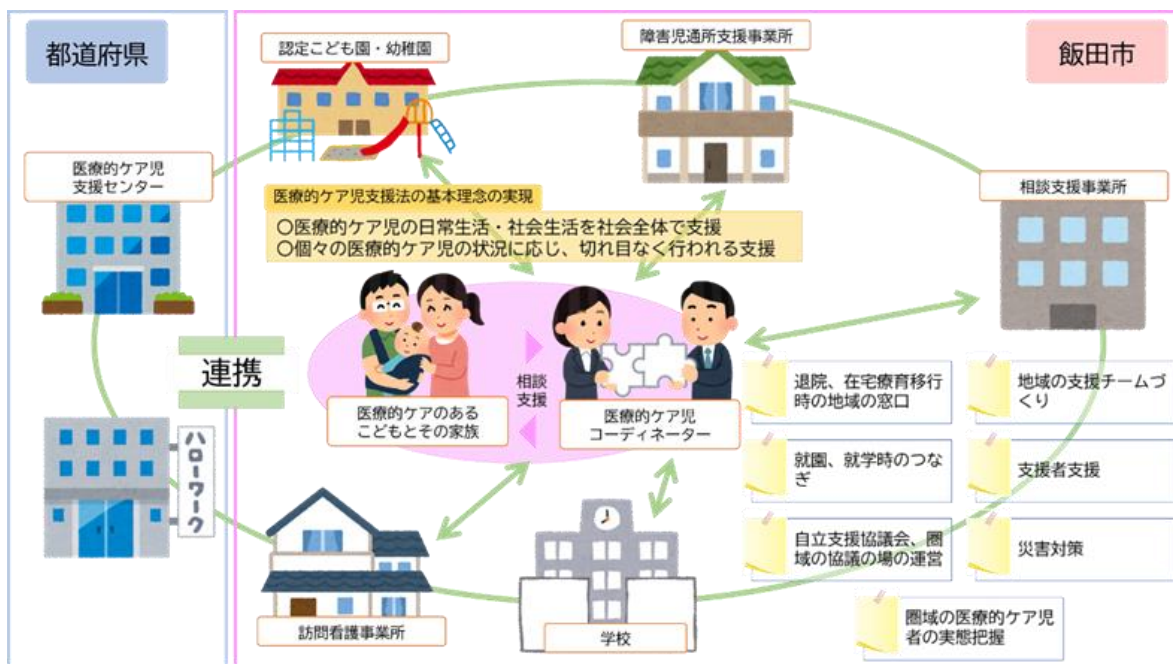 都道府県
飯田市
認定こども園・幼稚園
障害児通所支援事業所
医療的ケア児
支援センター
相談支援事業所
医療的ケア児支援法の基本理念の実現
〇医療的ケア児の日常生活・社会生活を社会全体で支援
〇個々の医療的ケア児の状況に応じ、切れ目なく行われる支援
連携
相談
支援
医療的ケアのある
こどもとその家族
医療的ケア児
コーディネーター
退院、在宅療育移行
時の地域の窓口
地域の支援チームづ
くり
就園、就学時のつな
ぎ
支援者支援
自立支援協議会、圏
域の協議の場の運営
災害対策
圏域の医療的ケア児
者の実態把握
ハローワーク
訪問看護事業所
学校